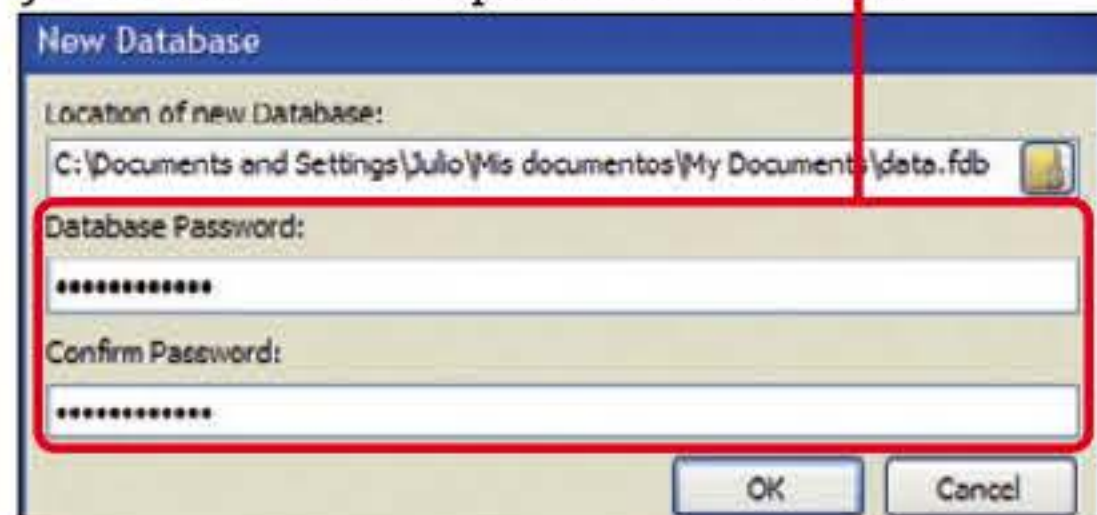 New Database
Location of new Database:
C:\Documents and Settings\Julio\Mis documentos\My Documents\data.fdb
Database Password:
••••••••••••
Confirm Password:
••••••••••••
OK
Cancel